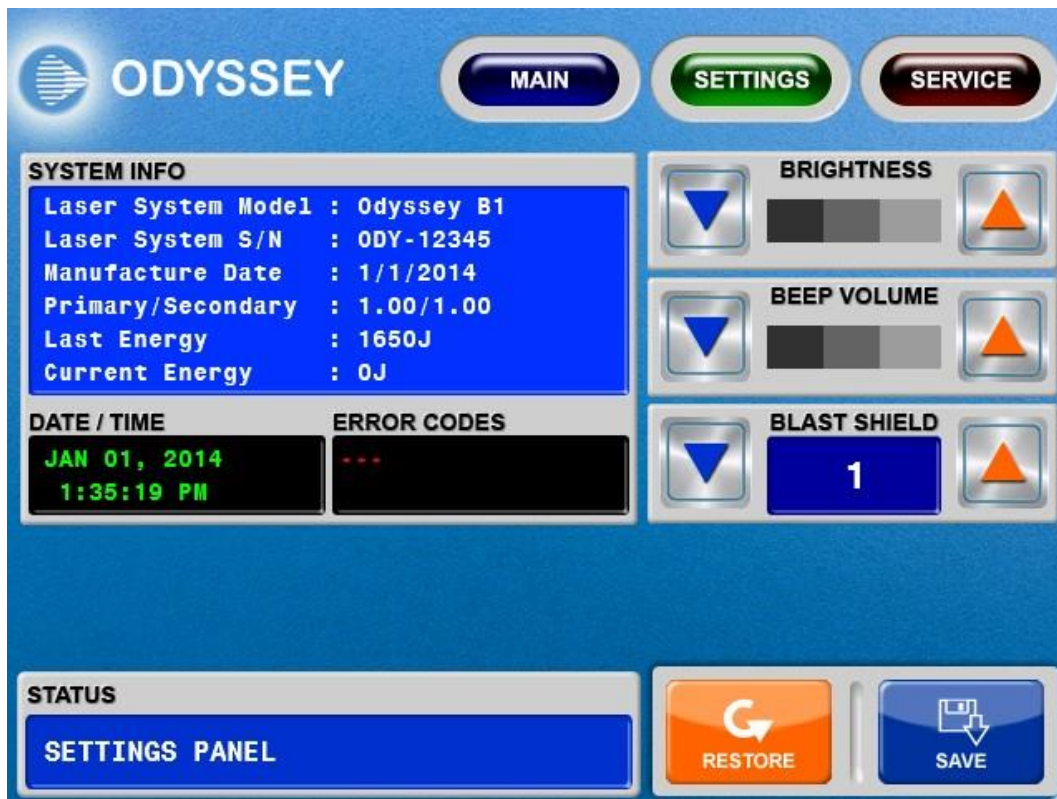 ODYSSEY
MAIN
SETTINGS
SERVICE
SYSTEM INFO
Laser System Model : Odyssey B1
Laser System S/N : ODY-12345
Manufacture Date : 1/1/2014
Primary/Secondary : 1.00/1.00
Last Energy : 1650J
Current Energy : 0J
DATE / TIME
JAN 01, 2014
1:35:19 PM
ERROR CODES
---
BRIGHTNESS
BEEP VOLUME
BLAST SHIELD
1
STATUS
SETTINGS PANEL
RESTORE
SAVE